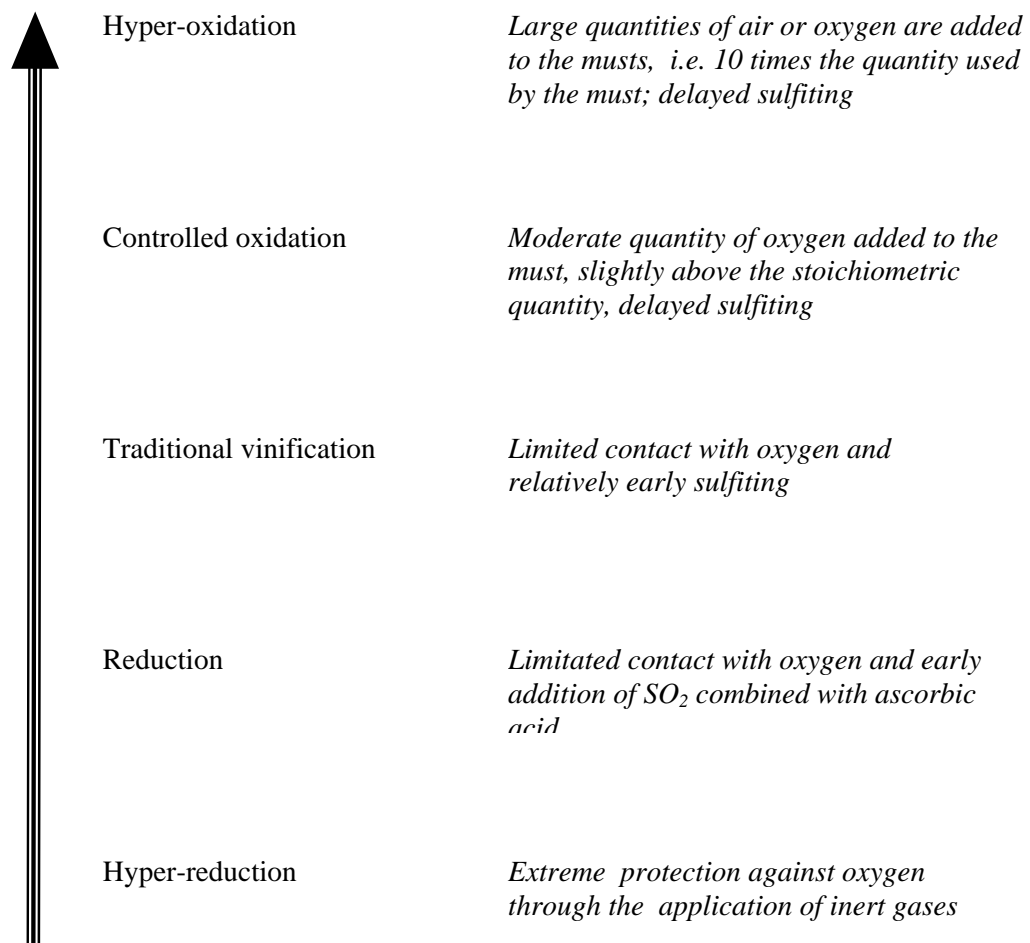 Hyper-oxidation
Large quantities of air or oxygen are added
to the musts, i.e. 10 times the quantity used
by the must; delayed sulfiting
Controlled oxidation
Moderate quantity of oxygen added to the
must, slightly above the stoichiometric
quantity, delayed sulfiting
Traditional vinification
Limited contact with oxygen and
relatively early sulfiting
Reduction
Limitated contact with oxygen and early
addition of SO₂ combined with ascorbic
acid
Hyper-reduction
Extreme protection against oxygen
through the application of inert gases